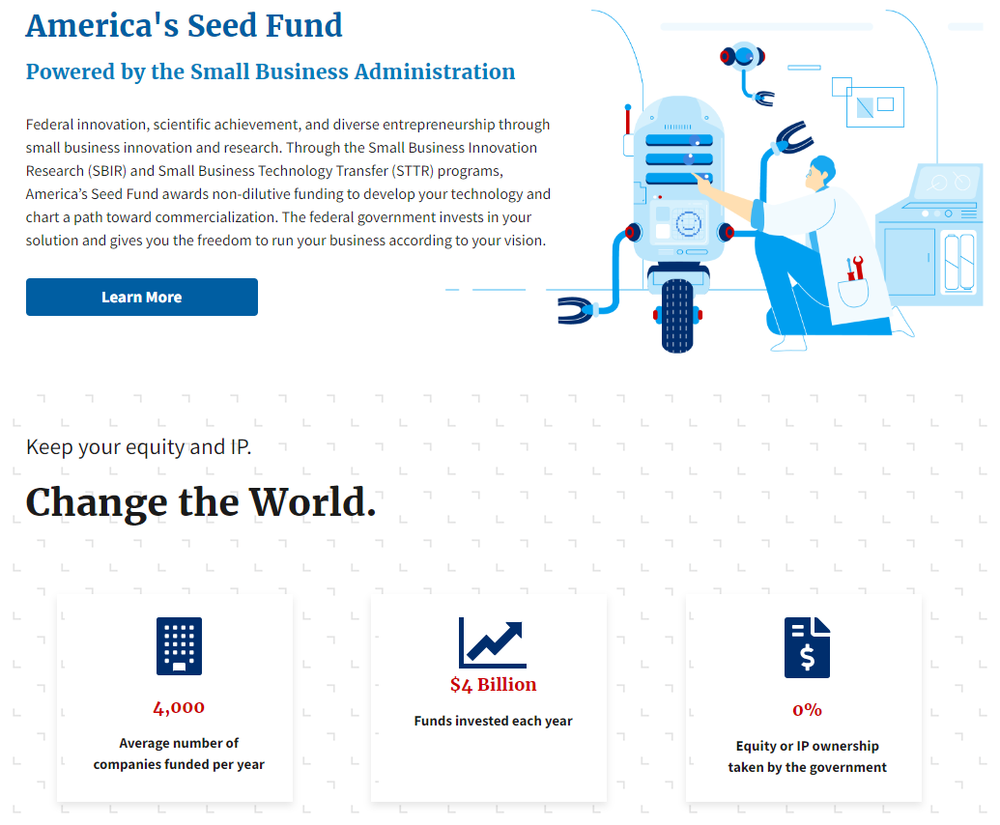 America's Seed Fund
Powered by the Small Business Administration
Federal innovation, scientific achievement, and diverse entrepreneurship through
small business innovation and research. Through the Small Business Innovation
Research (SBIR) and Small Business Technology Transfer (STTR) programs,
America’s Seed Fund awards non-dilutive funding to develop your technology and
chart a path toward commercialization. The federal government invests in your
solution and gives you the freedom to run your business according to your vision.
Learn More
Keep your equity and IP.
Change the World.
4,000
Average number of
companies funded per year
$4 Billion
Funds invested each year
0%
Equity or IP ownership
taken by the government